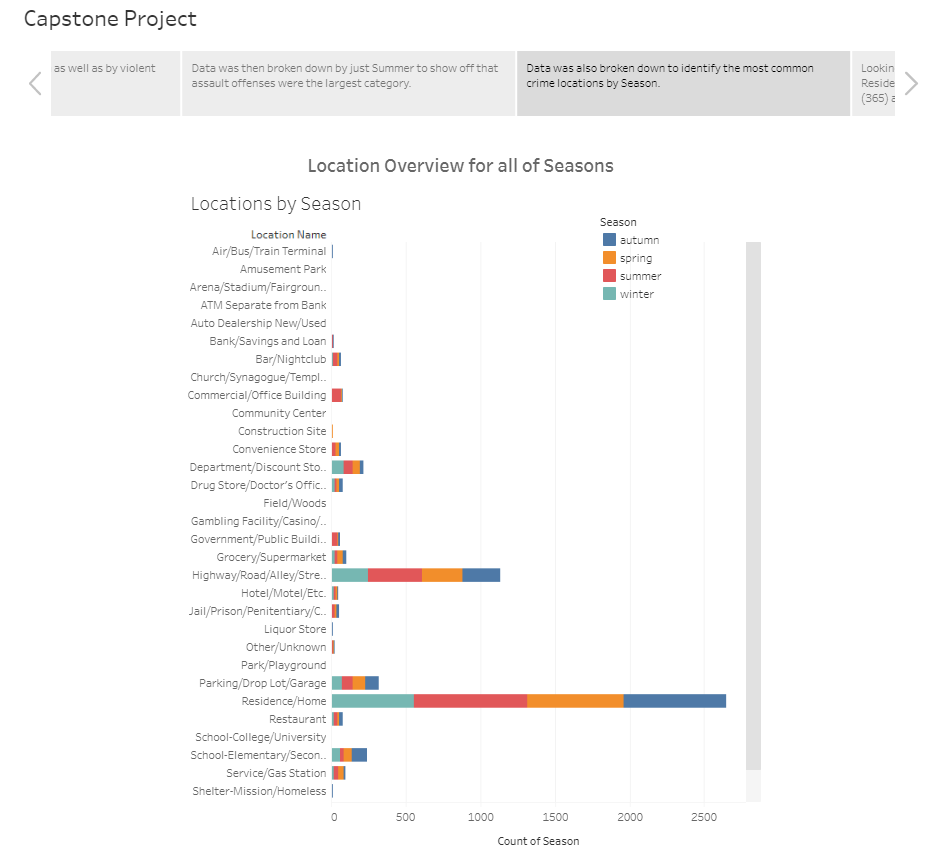 Capstone Project
as well as by violent
Data was then broken down by just Summer to show off that
assault offenses were the largest category.
Data was also broken down to identify the most common
crime locations by Season.
Lookin
Reside
(365) a
Location Overview for all of Seasons
Locations by Season
Season
autumn
spring
summer
winter
Location Name
Air/Bus/Train Terminal
Amusement Park
Arena/Stadium/Fairgroun..
ATM Separate from Bank
Auto Dealership New/Used
Bank/Savings and Loan
Bar/Nightclub
Church/Synagogue/Templ..
Commercial/Office Building
Community Center
Construction Site
Convenience Store
Department/Discount Sto..
Drug Store/Doctor's Offic..
Field/Woods
Gambling Facility/Casino/..
Government/Public Buildi..
Grocery/Supermarket
Highway/Road/Alley/Stre..
Hotel/Motel/Etc.
Jail/Prison/Penitentiary/C..
Liquor Store
Other/Unknown
Park/Playground
Parking/Drop Lot/Garage
Residence/Home
Restaurant
School-College/University
School-Elementary/Secon..
Service/Gas Station
Shelter-Mission/Homeless
0 500 1000 1500 2000 2500
Count of Season